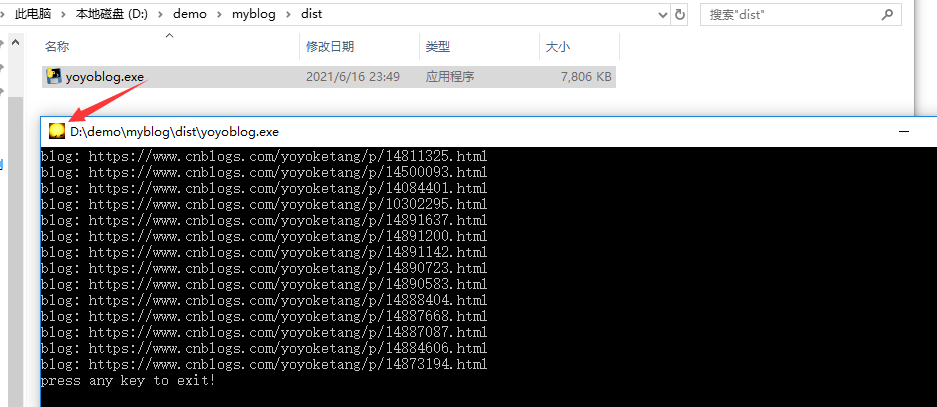 此电脑 › 本地磁盘 (D:) › demo › myblog › dist
搜索"dist"
名称 修改日期 类型 大小
yoyoblog.exe 2021/6/16 23:49 应用程序 7,806 KB
D:\demo\myblog\dist\yoyoblog.exe
blog: https://www.cnblogs.com/yoyoketang/p/14811325.html
blog: https://www.cnblogs.com/yoyoketang/p/14500093.html
blog: https://www.cnblogs.com/yoyoketang/p/14084401.html
blog: https://www.cnblogs.com/yoyoketang/p/10302295.html
blog: https://www.cnblogs.com/yoyoketang/p/14891637.html
blog: https://www.cnblogs.com/yoyoketang/p/14891200.html
blog: https://www.cnblogs.com/yoyoketang/p/14891142.html
blog: https://www.cnblogs.com/yoyoketang/p/14890723.html
blog: https://www.cnblogs.com/yoyoketang/p/14890583.html
blog: https://www.cnblogs.com/yoyoketang/p/14888404.html
blog: https://www.cnblogs.com/yoyoketang/p/14887668.html
blog: https://www.cnblogs.com/yoyoketang/p/14887087.html
blog: https://www.cnblogs.com/yoyoketang/p/14884606.html
blog: https://www.cnblogs.com/yoyoketang/p/14873194.html
press any key to exit!